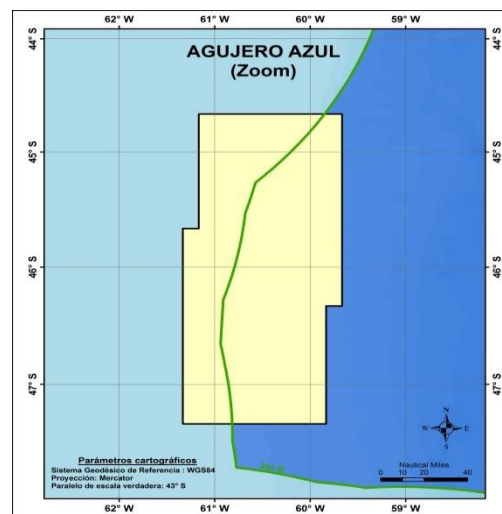 62° W 61° W 60° W 59° W
AGUJERO AZUL
(Zoom)
44° S 44° S
45° S 45° S
46° S 46° S
47° S 47° S
N
W E
S
Parámetros cartográficos
Sistema Geodésico de Referencia : WGS84
Proyección: Mercator
Paralelo de escala verdadera: 43° S
Nautical Miles
10 0 20 40
62° W 61° W 60° W 59° W